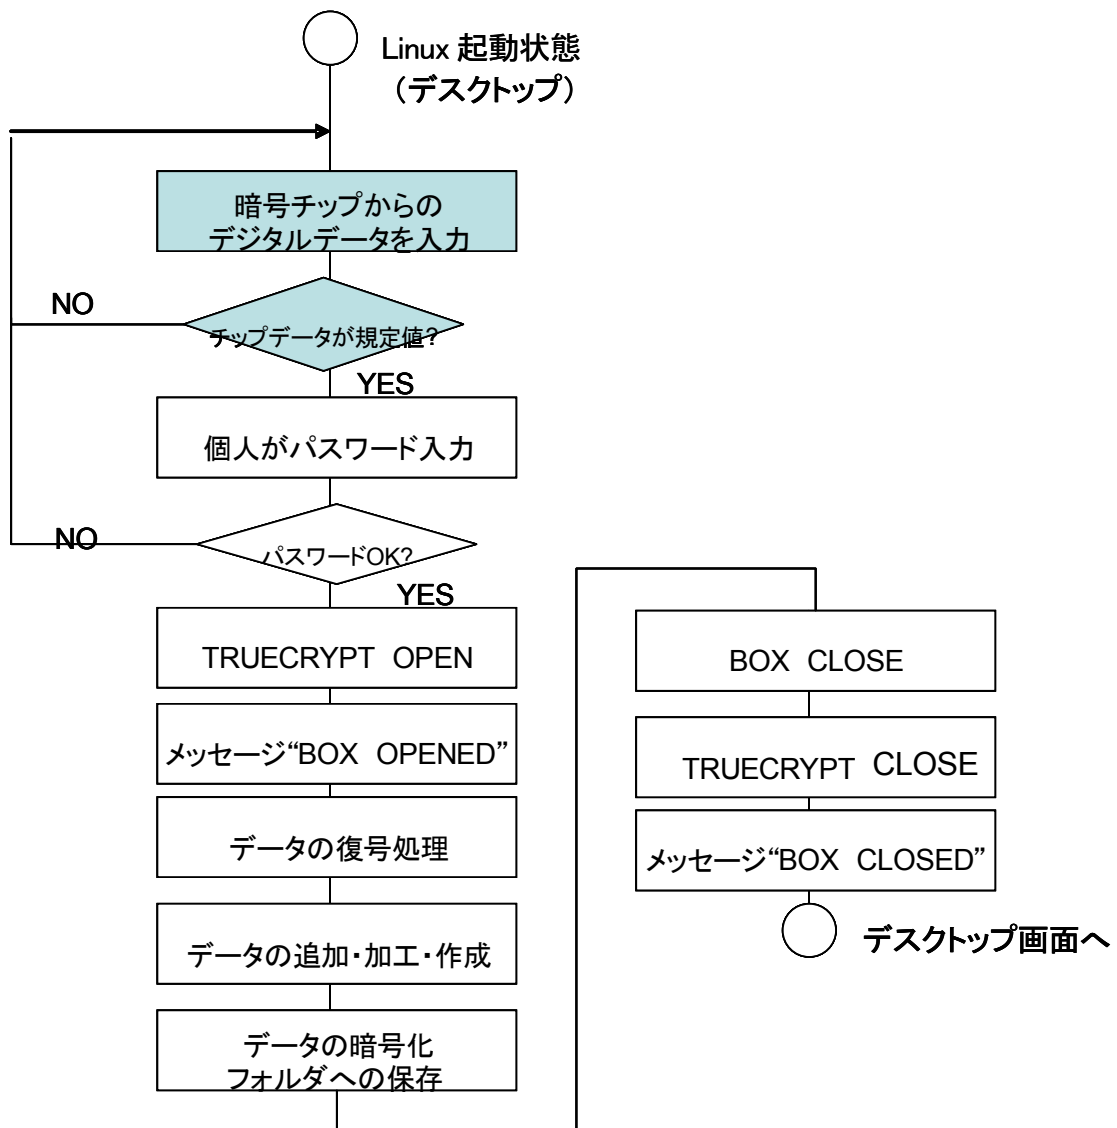 Linux 起動状態
（デスクトップ）
暗号チップからの
デジタルデータを入力
NO
チップデータが規定値?
YES
個人がパスワード入力
NO
パスワードOK?
YES
TRUECRYPT OPEN
メッセージ“BOX OPENED”
データの復号処理
データの追加・加工・作成
データの暗号化
フォルダへの保存
BOX CLOSE
TRUECRYPT CLOSE
メッセージ“BOX CLOSED”
デスクトップ画面へ